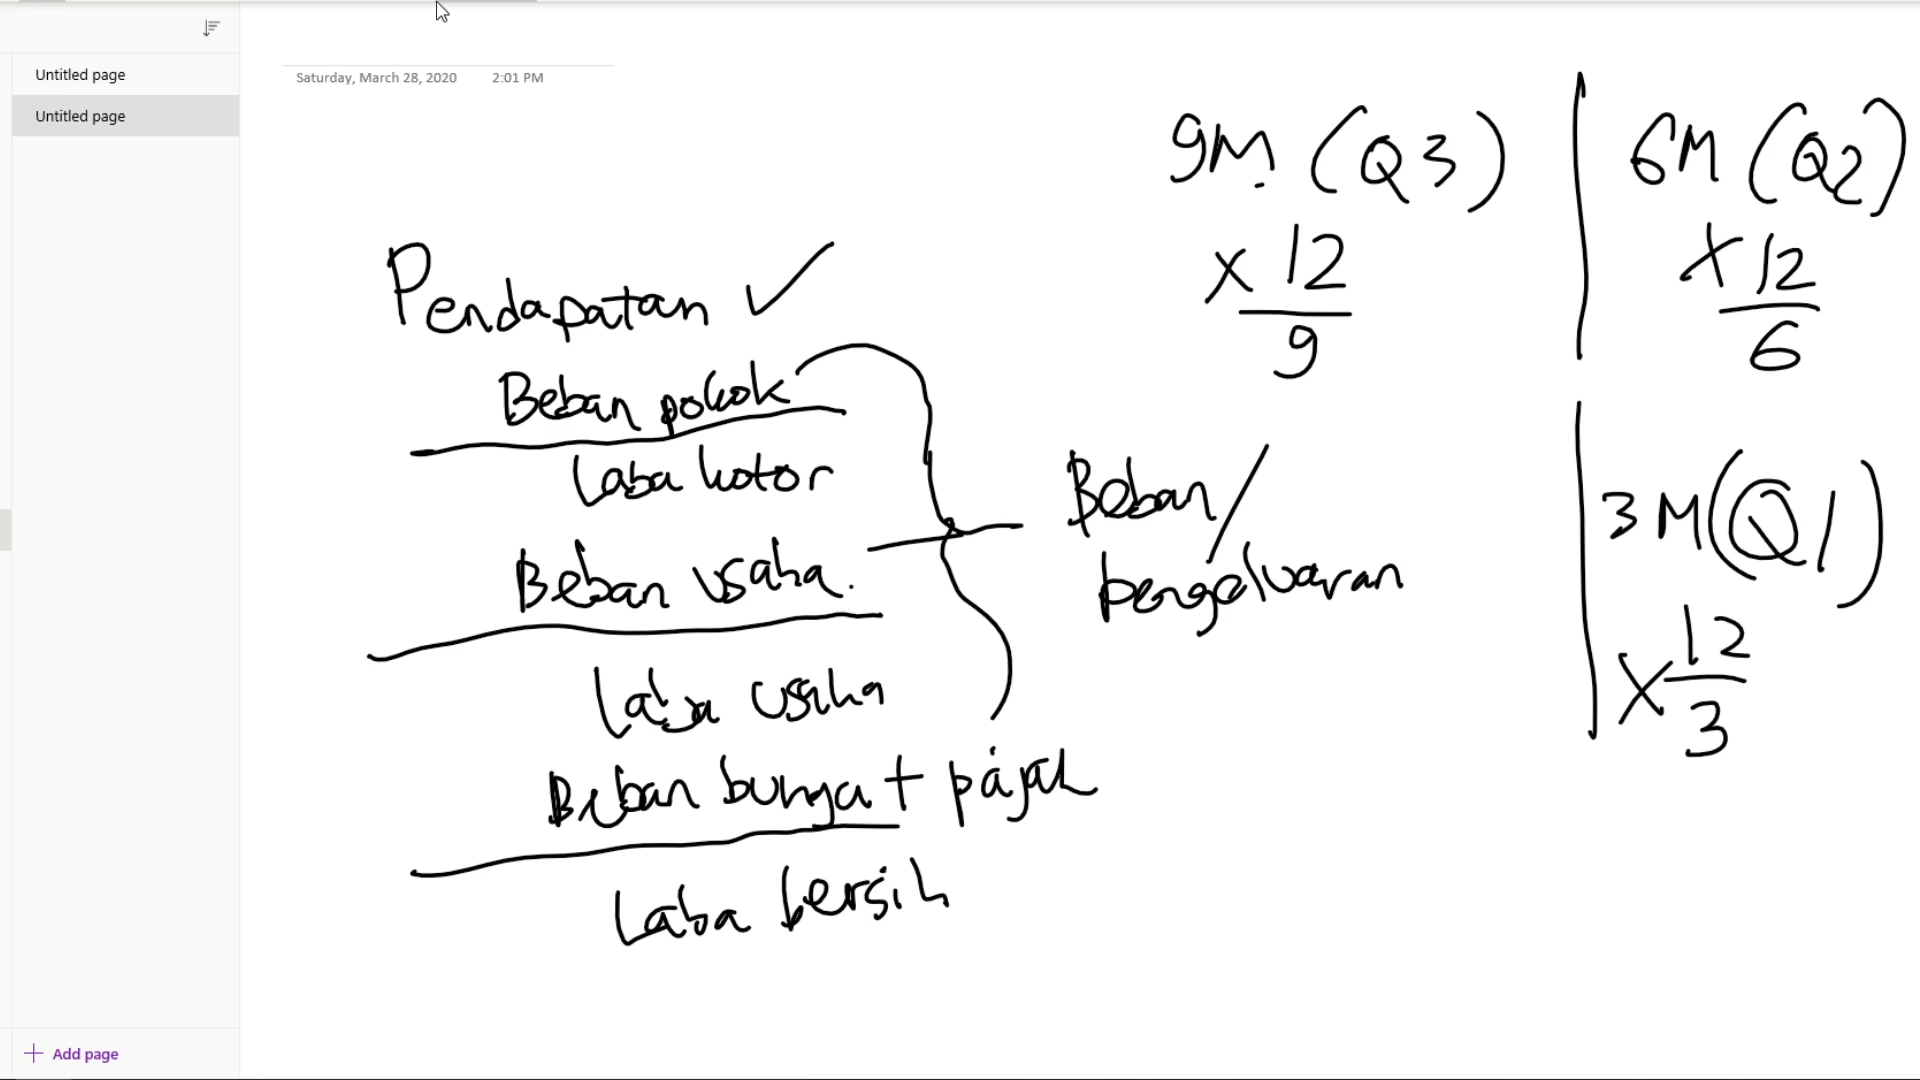 Untitled page
Untitled page
Add page
Saturday, March 28, 2020 2:01 PM
Pendapatan ✓
Beban pokok
Laba kotor
Beban usaha.
Laba usaha
Beban bunga + pajak
Laba bersih
Beban/
pengeluaran
9M (Q3)
x 12
9
6M (Q2)
x 12
6
3M (Q1)
x 12
3